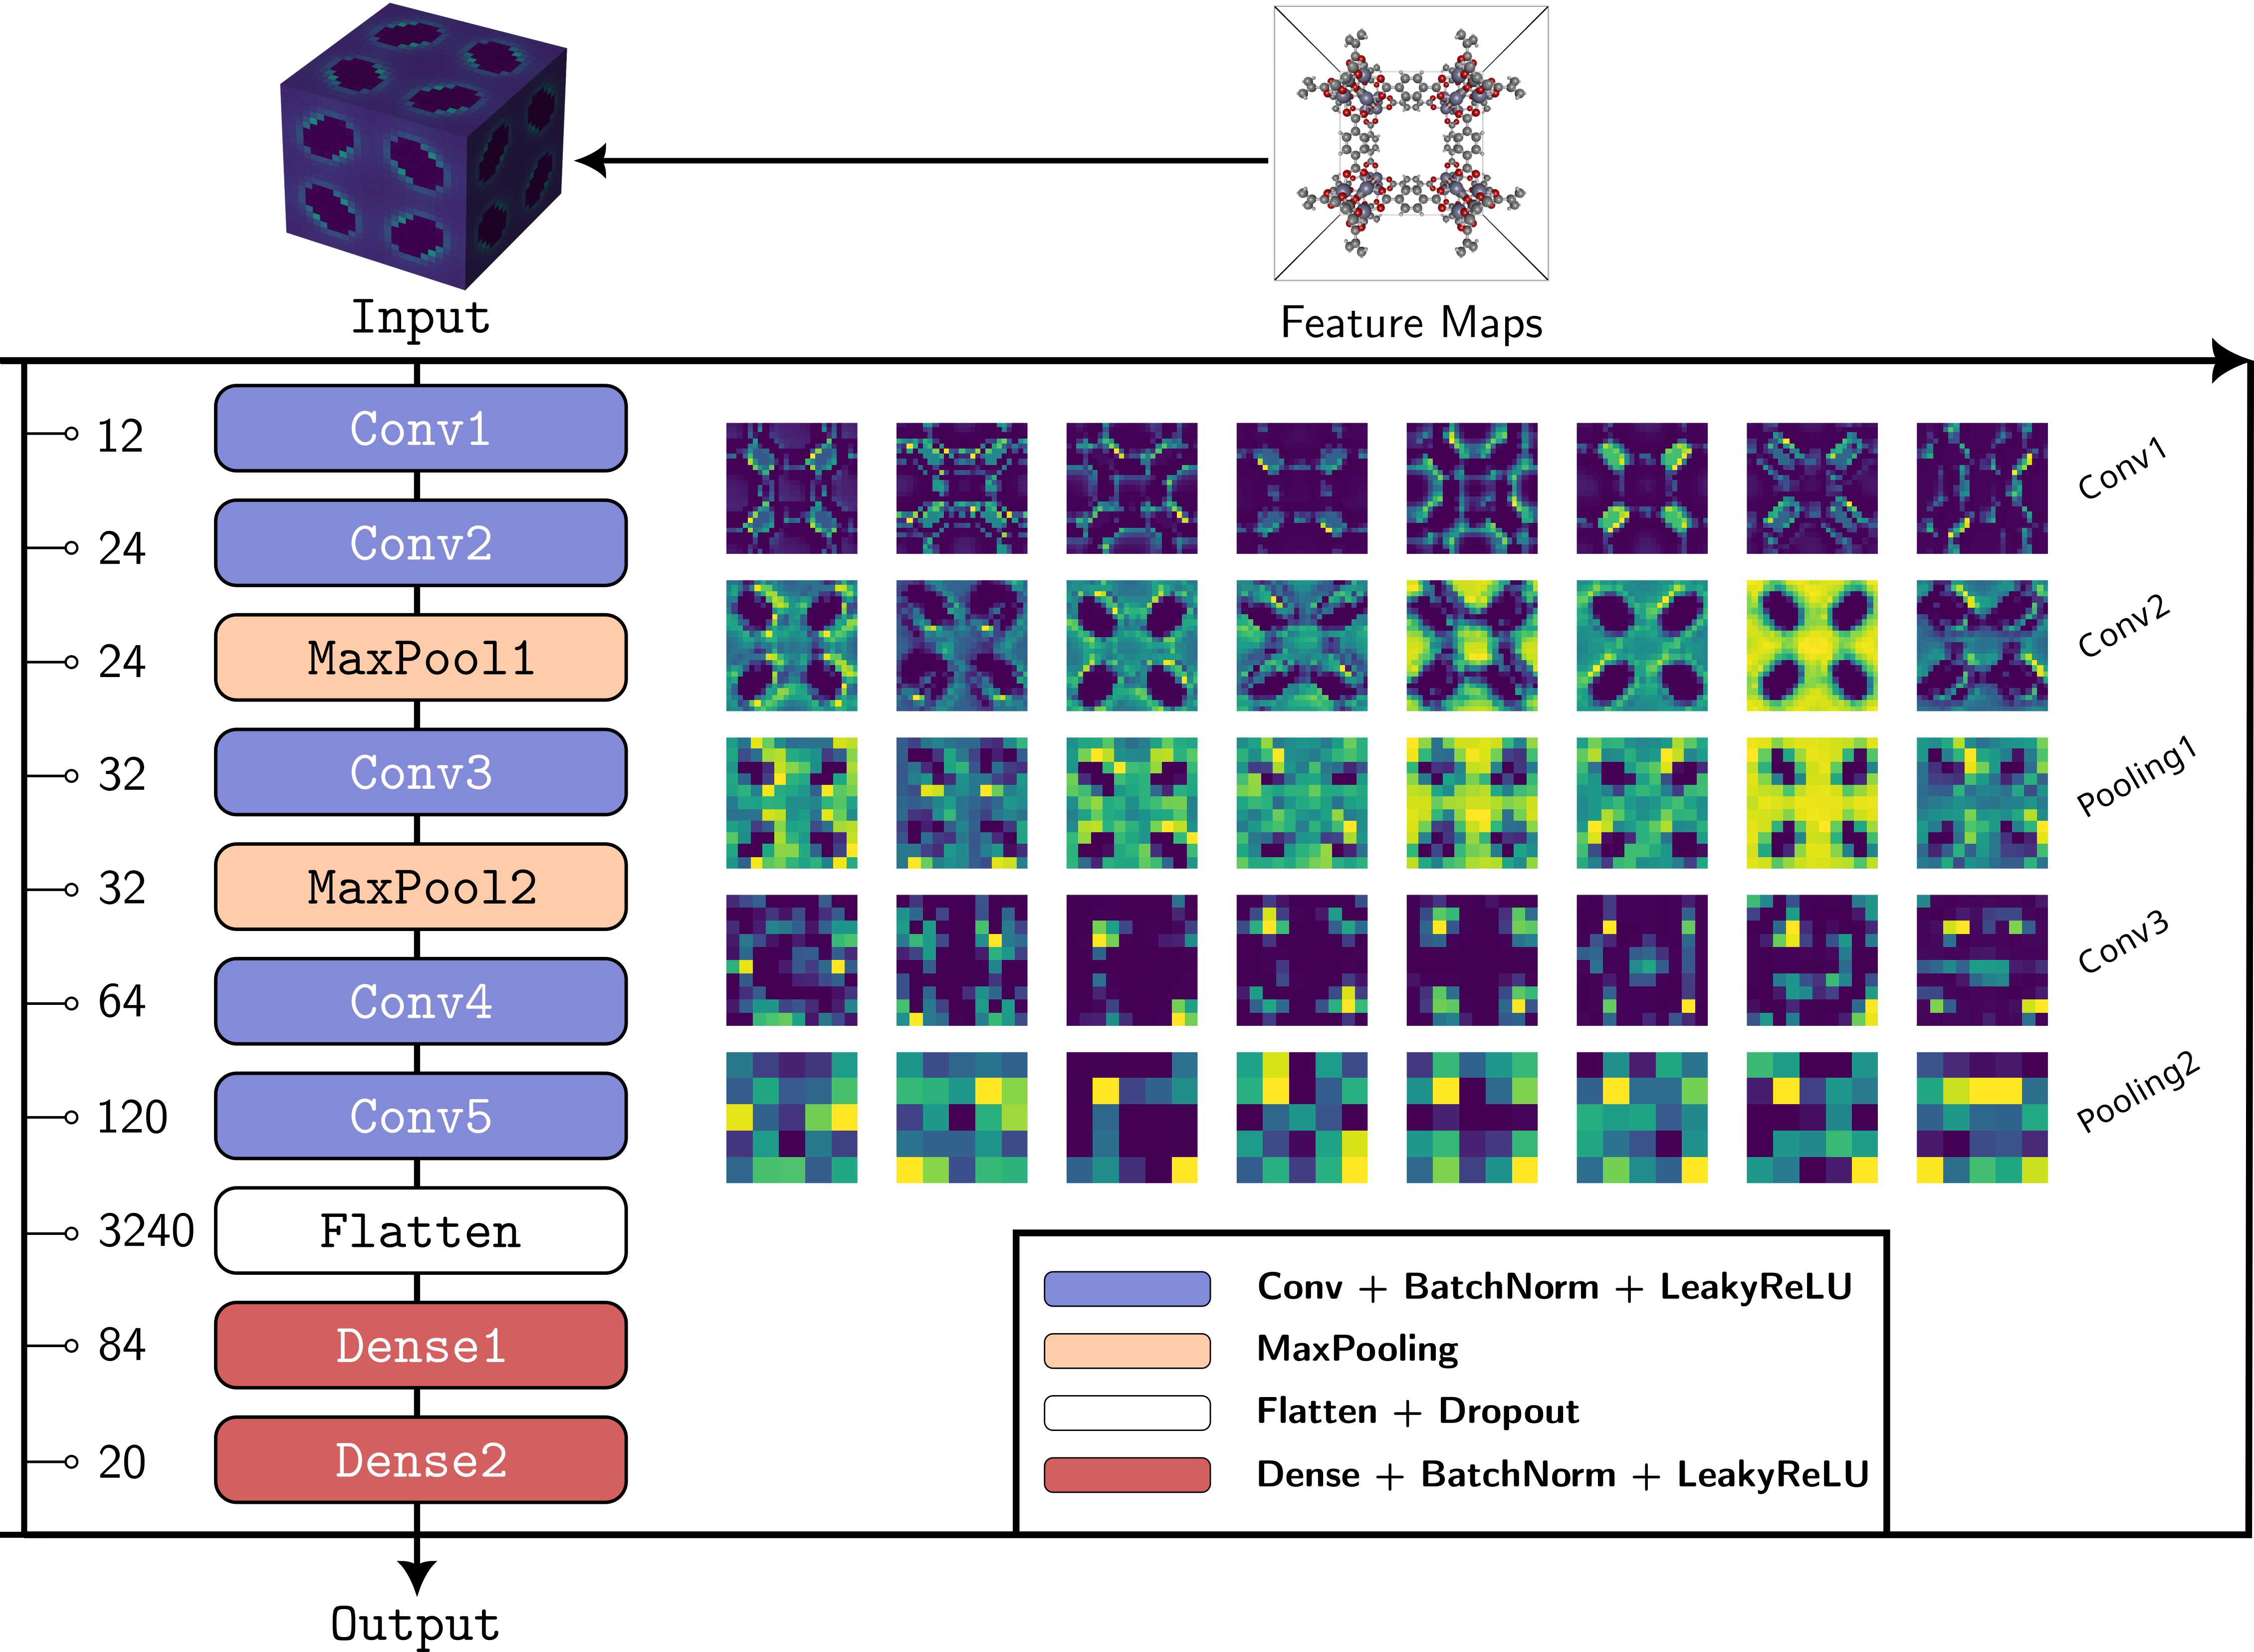 Input
Feature Maps
12
Conv1
24
Conv2
24
MaxPool1
32
Conv3
32
MaxPool2
64
Conv4
120
Conv5
3240
Flatten
84
Dense1
20
Dense2
Output
Conv1
Conv2
Pooling1
Conv3
Pooling2
Conv + BatchNorm + LeakyReLU
MaxPooling
Flatten + Dropout
Dense + BatchNorm + LeakyReLU